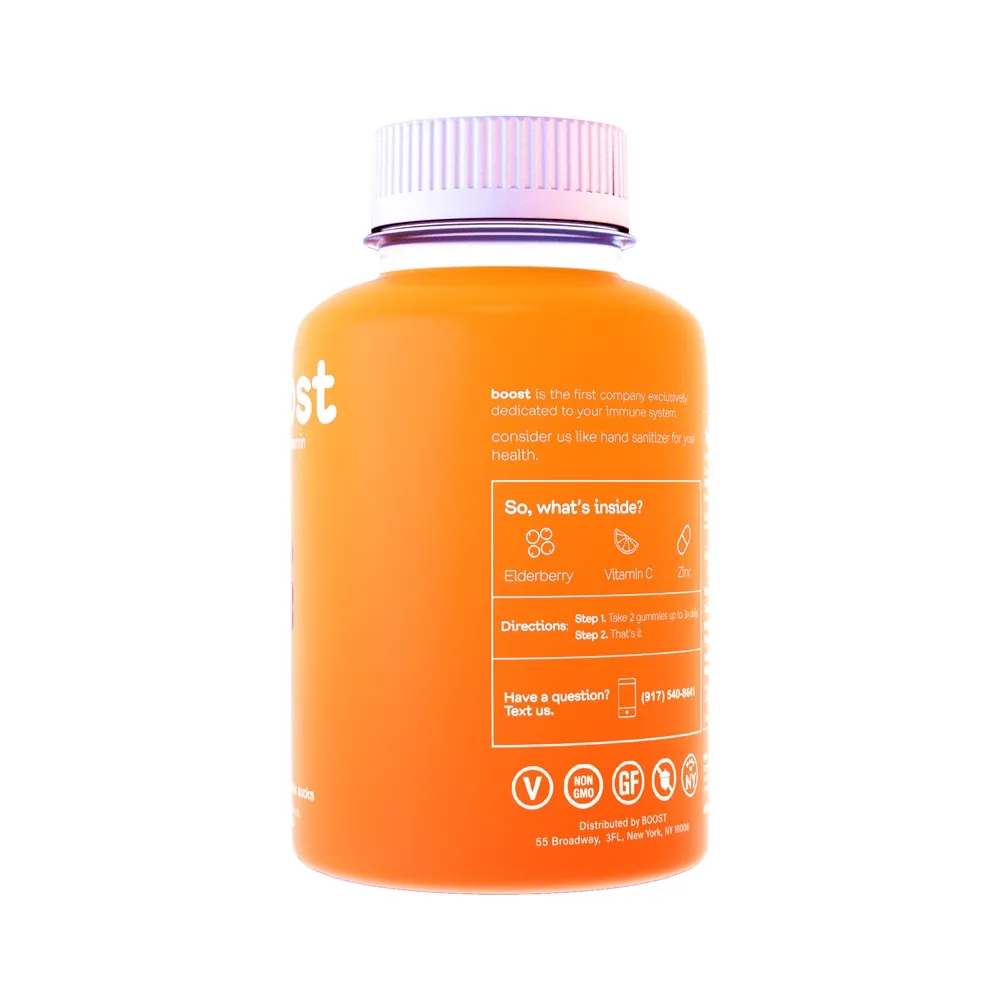 ost
boost is the first company exclusively
dedicated to your immune system.
consider us like hand sanitizer for your
health.
So, what's inside?
Elderberry Vitamin C Zinc
Directions: Step 1. Take 2 gummies up to 3x daily
Step 2. That's it
Have a question?
Text us.
(917) 540-8641
V NON GMO GF NY
sucks
Distributed by BOOST
55 Broadway, 3FL, New York, NY 10006